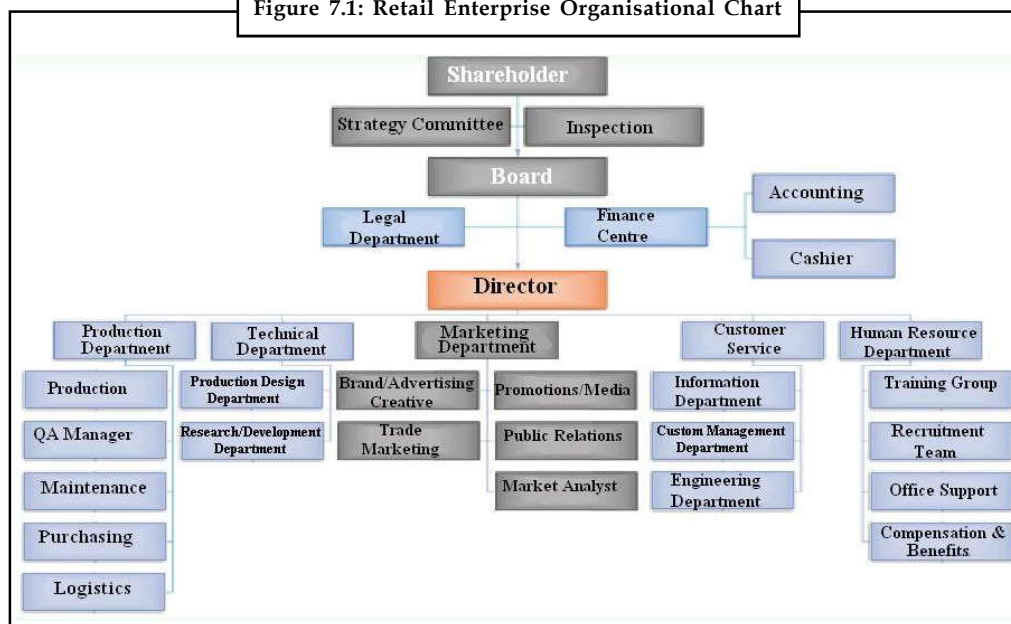 Figure 7.1: Retail Enterprise Organisational Chart
Shareholder
Strategy Committee
Inspection
Board
Legal
Department
Finance
Centre
Accounting
Cashier
Director
Production
Department
Technical
Department
Marketing
Department
Customer
Service
Human Resource
Department
Production
QA Manager
Maintenance
Purchasing
Logistics
Production Design
Department
Research/Development
Department
Brand/Advertising
Creative
Trade
Marketing
Promotions/Media
Public Relations
Market Analyst
Information
Department
Custom Management
Department
Engineering
Department
Training Group
Recruitment
Team
Office Support
Compensation &
Benefits